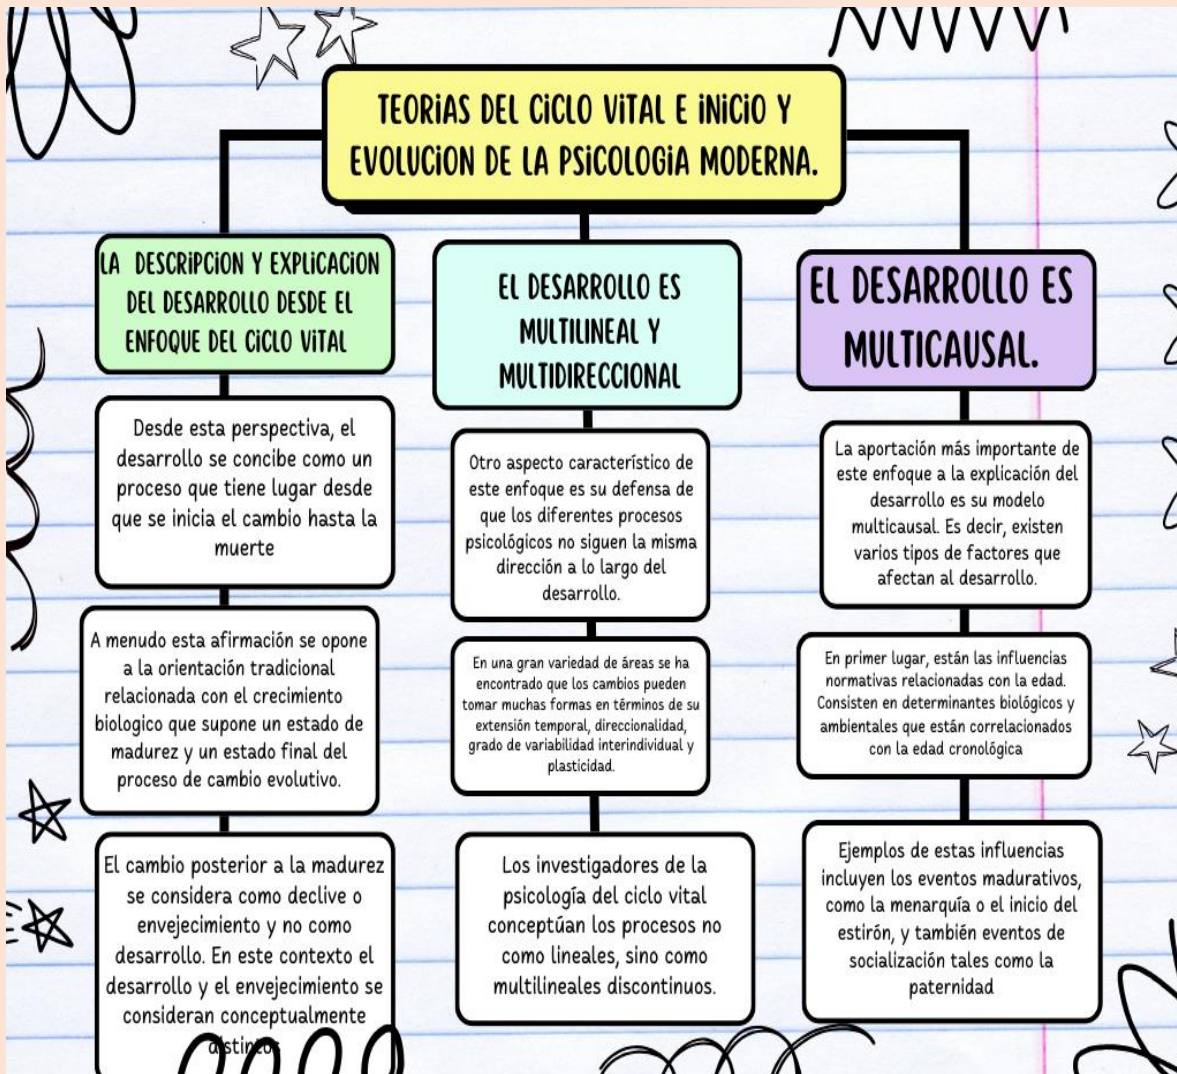 TEORIAS DEL CICLO VITAL E INICIO Y
EVOLUCION DE LA PSICOLOGIA MODERNA.
LA DESCRIPCION Y EXPLICACION
DEL DESARROLLO DESDE EL
ENFOQUE DEL CICLO VITAL
Desde esta perspectiva, el
desarrollo se concibe como un
proceso que tiene lugar desde
que se inicia el cambio hasta la
muerte
A menudo esta afirmación se opone
a la orientación tradicional
relacionada con el crecimiento
biologico que supone un estado de
madurez y un estado final del
proceso de cambio evolutivo.
El cambio posterior a la madurez
se considera como declive o
envejecimiento y no como
desarrollo. En este contexto el
desarrollo y el envejecimiento se
consideran conceptualmente
distintos
EL DESARROLLO ES
MULTILINEAL Y
MULTIDIRECCIONAL
Otro aspecto característico de
este enfoque es su defensa de
que los diferentes procesos
psicológicos no siguen la misma
dirección a lo largo del
desarrollo.
En una gran variedad de áreas se ha
encontrado que los cambios pueden
tomar muchas formas en términos de su
extensión temporal, direccionalidad,
grado de variabilidad interindividual y
plasticidad.
Los investigadores de la
psicología del ciclo vital
conceptúan los procesos no
como lineales, sino como
multilineales discontinuos.
EL DESARROLLO ES
MULTICAUSAL.
La aportación más importante de
este enfoque a la explicación del
desarrollo es su modelo
multicausal. Es decir, existen
varios tipos de factores que
afectan al desarrollo.
En primer lugar, están las influencias
normativas relacionadas con la edad.
Consisten en determinantes biológicos y
ambientales que están correlacionados
con la edad cronológica
Ejemplos de estas influencias
incluyen los eventos madurativos,
como la menarquía o el inicio del
estirón, y también eventos de
socialización tales como la
paternidad